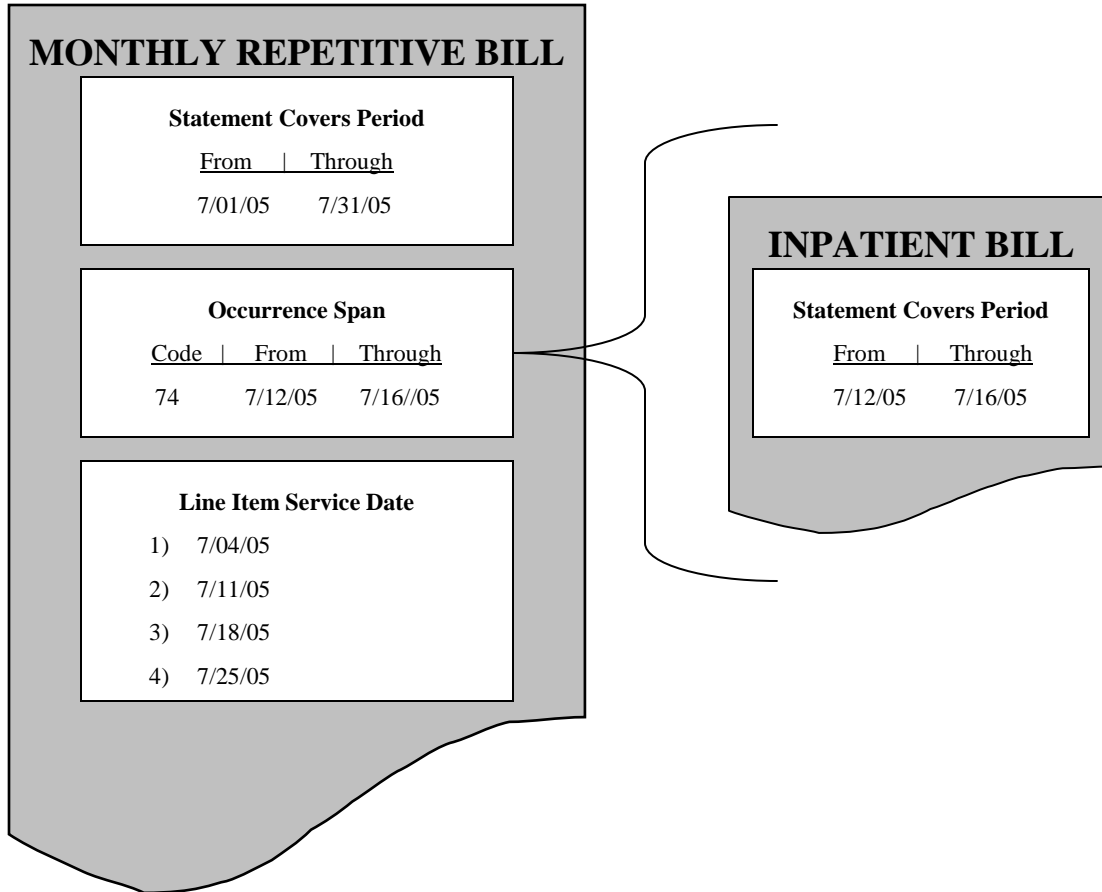 MONTHLY REPETITIVE BILL
Statement Covers Period
From | Through
7/01/05 7/31/05
Occurrence Span
Code | From | Through
74 7/12/05 7/16//05
Line Item Service Date
1) 7/04/05
2) 7/11/05
3) 7/18/05
4) 7/25/05
INPATIENT BILL
Statement Covers Period
From | Through
7/12/05 7/16/05